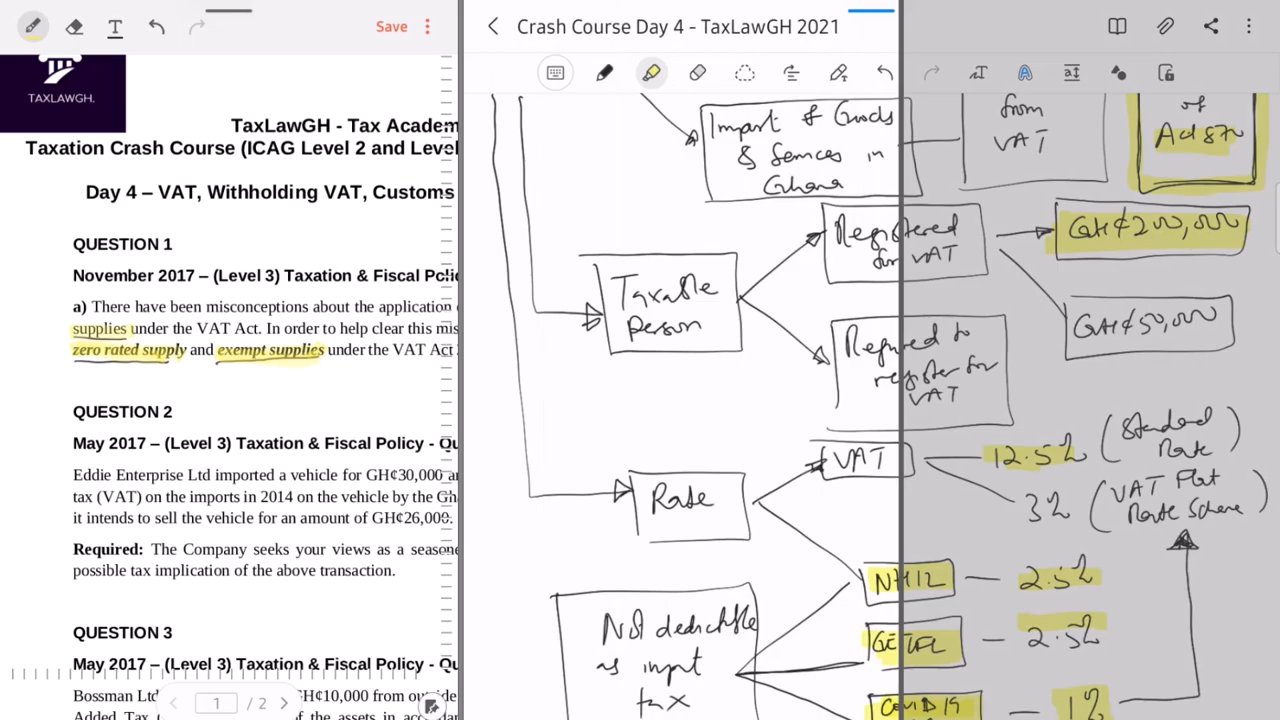 Save
TAXLAWGH.
TaxLawGH - Tax Academ
Taxation Crash Course (ICAG Level 2 and Leve
Day 4 – VAT, Withholding VAT, Customs
QUESTION 1
November 2017 – (Level 3) Taxation & Fiscal Polic
a) There have been misconceptions about the application
supplies under the VAT Act. In order to help clear this mis
zero rated supply and exempt supplies under the VAT Act
QUESTION 2
May 2017 – (Level 3) Taxation & Fiscal Policy - Qu
Eddie Enterprise Ltd imported a vehicle for GH¢30,000 a
tax (VAT) on the imports in 2014 on the vehicle by the Gh
it intends to sell the vehicle for an amount of GH¢26,000.
Required: The Company seeks your views as a seasone
possible tax implication of the above transaction.
QUESTION 3
May 2017 – (Level 3) Taxation & Fiscal Policy - Qu
Bossman Ltd
GH¢10,000 from outside
Added Tax
of the assets in
1 / 2
Crash Course Day 4 - TaxLawGH 2021
Import of Goods
& Services in
Ghana
from
VAT
of
Act 870
Taxable
Person
Registered
for VAT
GH¢200,000
GH¢50,000
Required to
register for
VAT
Rate
VAT
12.5% (Standard
Rate)
3% (VAT Flat
Rate Scheme)
NHIL — 2.5%
GETFL — 2.5%
COVID 19 — 1%
Not deductible
as input
tax